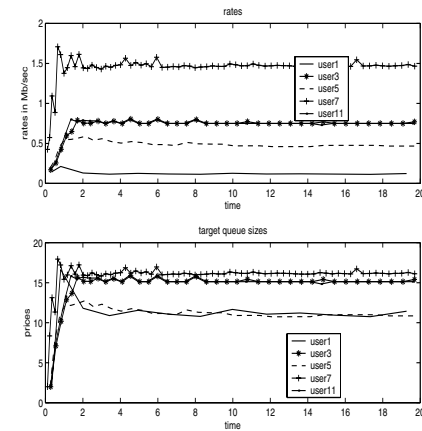 rates
2
1.5
1
0.5
0
rates in Mb/sec
user1
user3
user5
user7
user11
0 2 4 6 8 10 12 14 16 18 20
time
target queue sizes
20
15
10
5
0
prices
user1
user3
user5
user7
user11
0 2 4 6 8 10 12 14 16 18 20
time